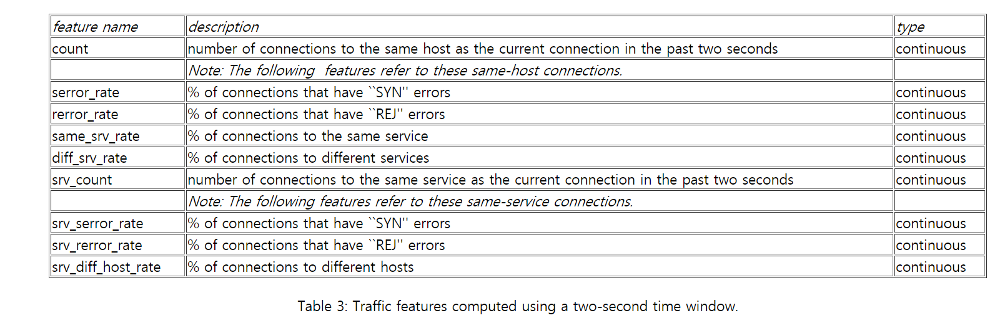 feature name description type
count number of connections to the same host as the current connection in the past two seconds continuous
Note: The following  features refer to these same-host connections.
serror_rate % of connections that have ``SYN'' errors continuous
rerror_rate % of connections that have ``REJ'' errors continuous
same_srv_rate % of connections to the same service continuous
diff_srv_rate % of connections to different services continuous
srv_count number of connections to the same service as the current connection in the past two seconds continuous
Note: The following features refer to these same-service connections.
srv_serror_rate % of connections that have ``SYN'' errors continuous
srv_rerror_rate % of connections that have ``REJ'' errors continuous
srv_diff_host_rate % of connections to different hosts continuous
Table 3: Traffic features computed using a two-second time window.